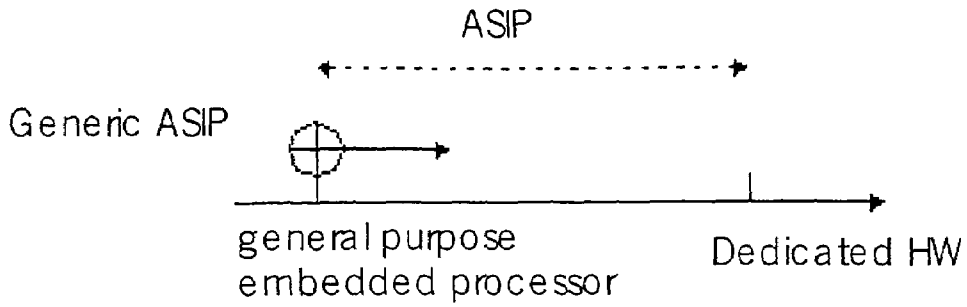 ASIP
Generic ASIP
general purpose
embedded processor
Dedicated HW